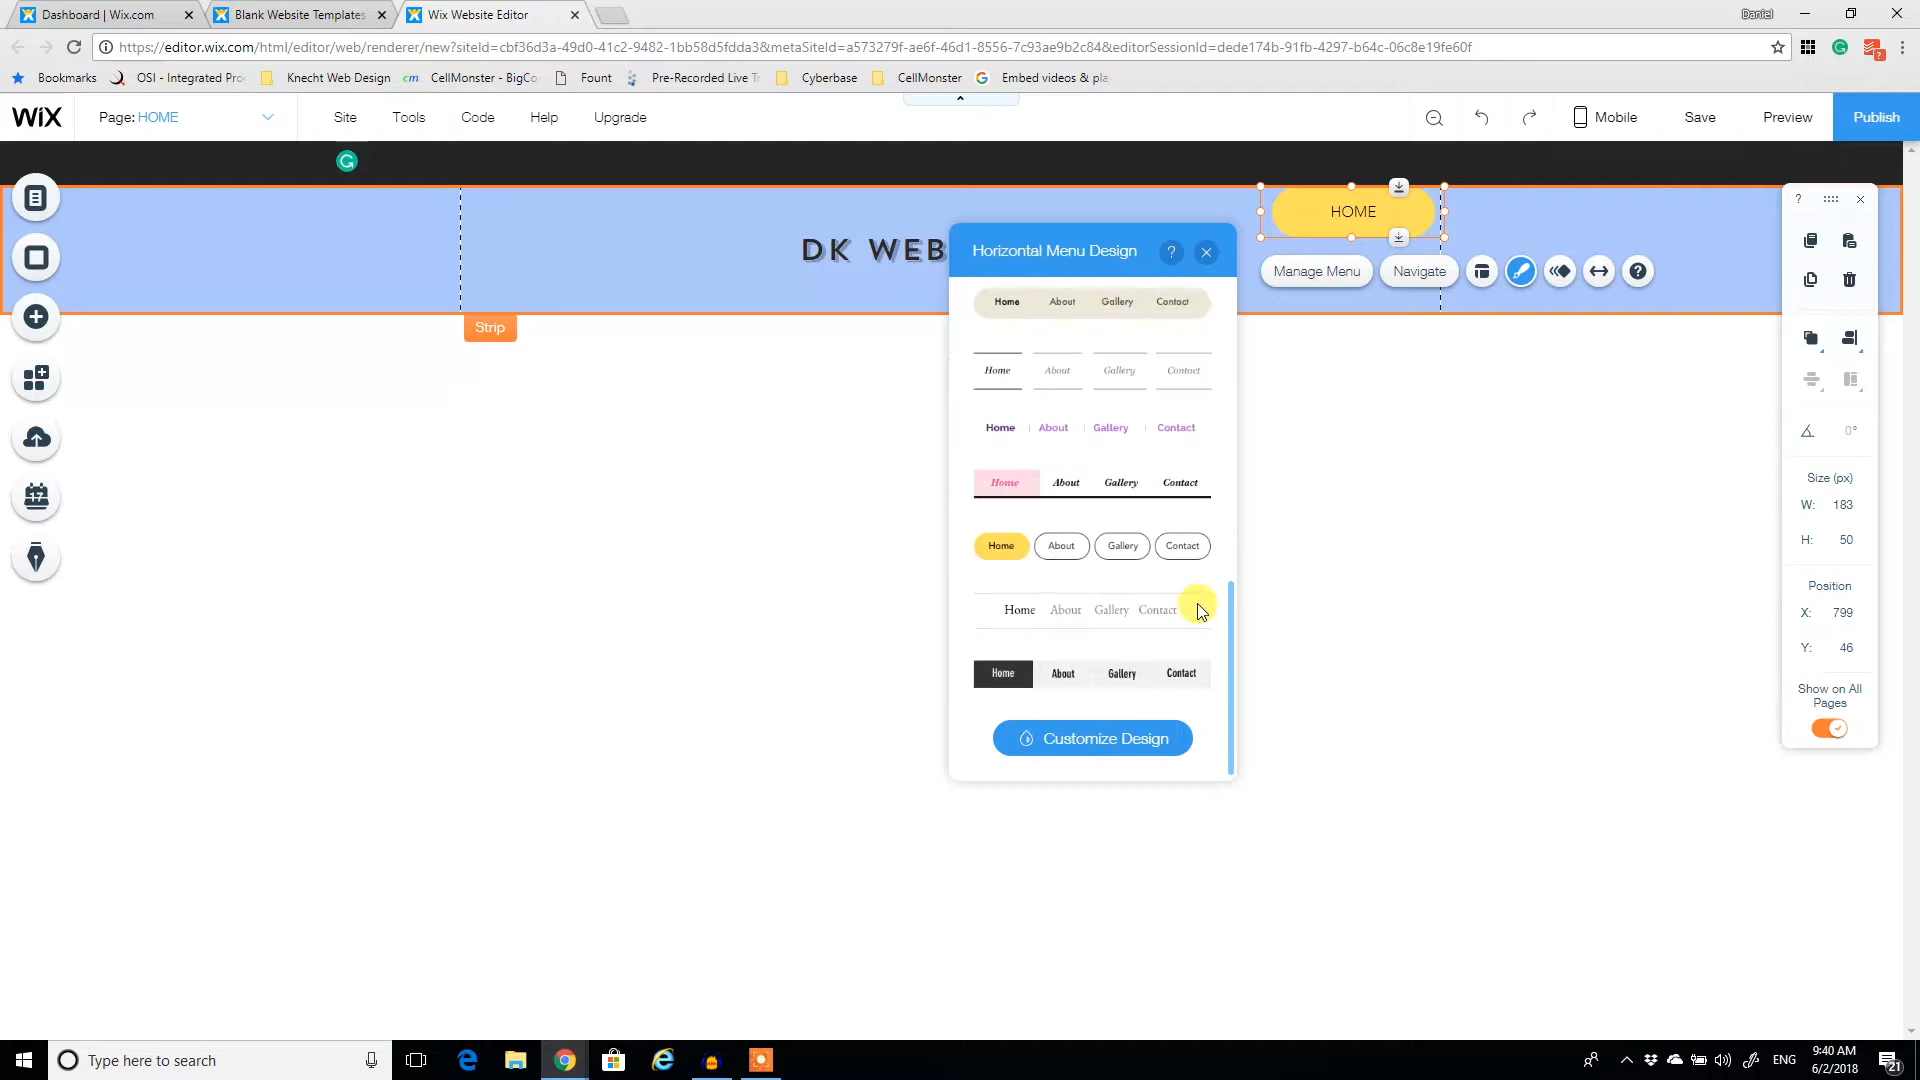 Dashboard | Wix.com
Blank Website Templates
Wix Website Editor
Daniel
https://editor.wix.com/html/editor/web/renderer/new?siteId=cbf36d3a-49d0-41c2-9482-1bb58d5fdda3&metaSiteId=a573279f-ae6f-46d1-8556-7c93ae9b2c84&editorSessionId=dede174b-91fb-4297-b64c-06c8e19fe60f
Bookmarks
OSI - Integrated Pro
Knecht Web Design
cm CellMonster - BigCo
Fount
Pre-Recorded Live T
Cyberbase
CellMonster
Embed videos & pla
WiX
Page: HOME
Site
Tools
Code
Help
Upgrade
Mobile
Save
Preview
Publish
HOME
DK WEB
Strip
Manage Menu
Navigate
Horizontal Menu Design
?
Home About Gallery Contact
Home About Gallery Contact
Home About Gallery Contact
Home About Gallery Contact
Home About Gallery Contact
Home About Gallery Contact
Home About Gallery Contact
Customize Design
?
0°
Size (px)
W: 183
H: 50
Position
X: 799
Y: 46
Show on All
Pages
17
Type here to search
ENG
9:40 AM
6/2/2018
21